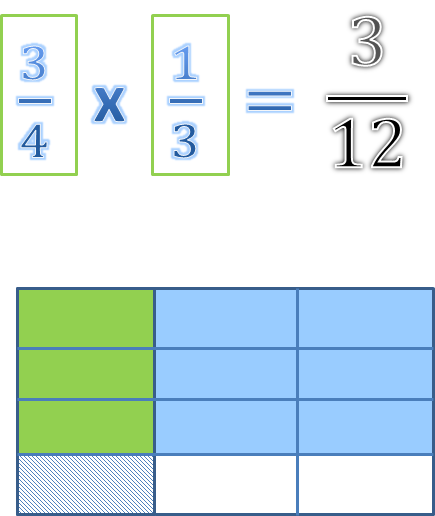 3/4 x 1/3 = 3/12